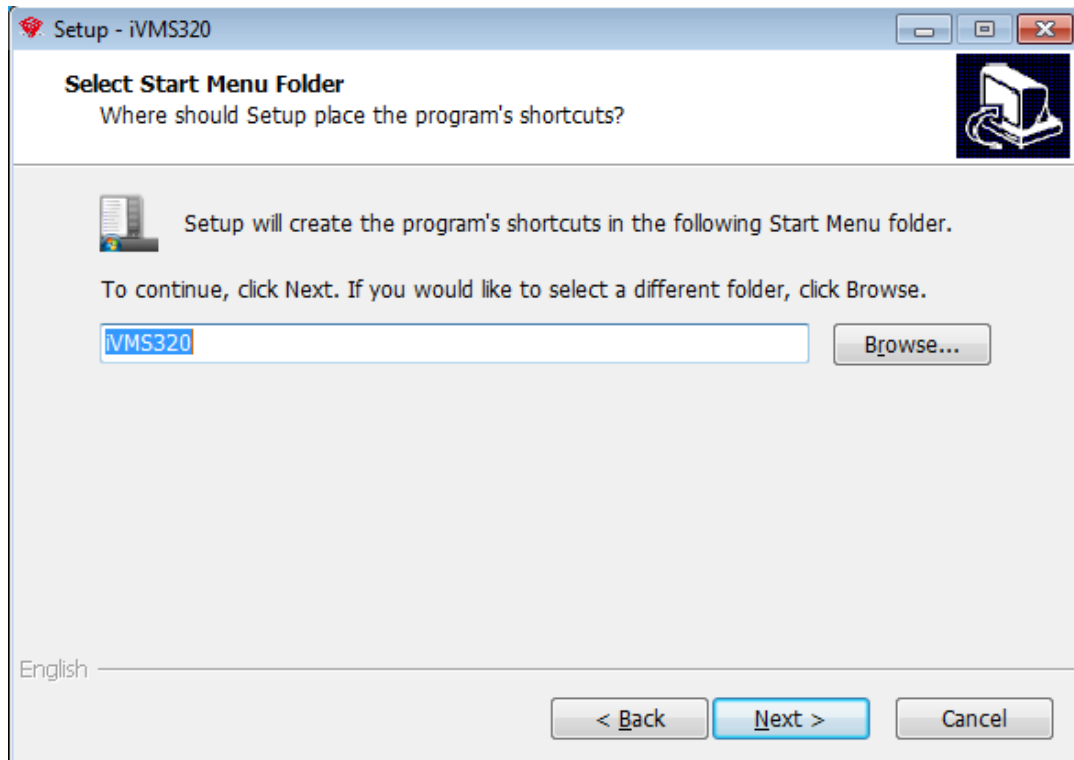 Setup - iVMS320
Select Start Menu Folder
Where should Setup place the program's shortcuts?
Setup will create the program's shortcuts in the following Start Menu folder.
To continue, click Next. If you would like to select a different folder, click Browse.
iVMS320
Browse...
English
< Back
Next >
Cancel